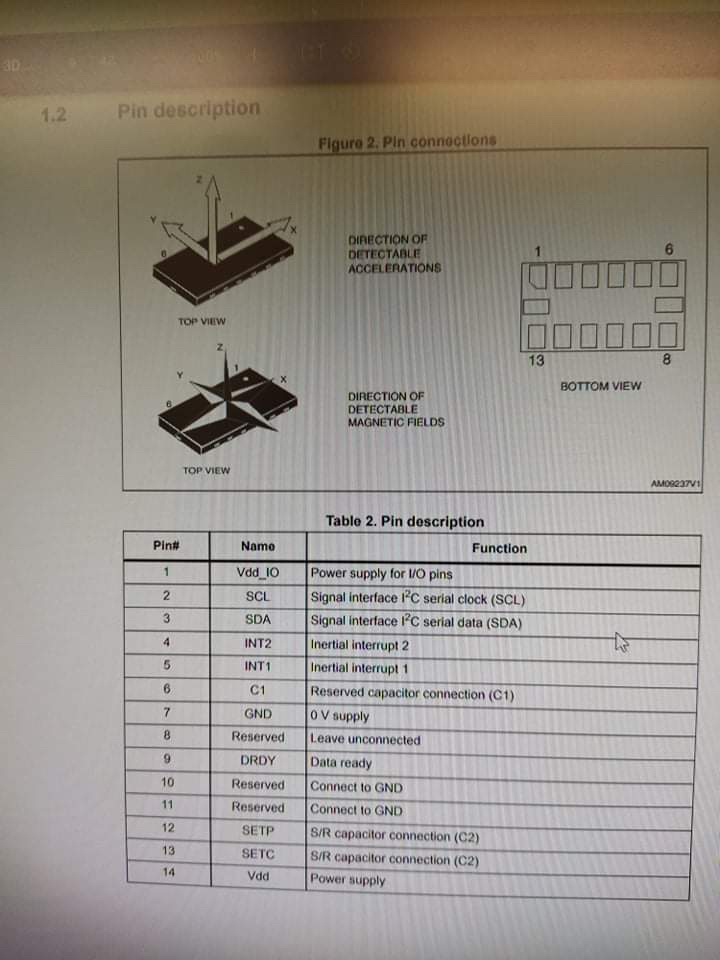 3D
1.2 Pin description
Figure 2. Pin connections
Z
Y
1
X
6
TOP VIEW
DIRECTION OF
DETECTABLE
ACCELERATIONS
Z
Y
1
X
6
TOP VIEW
DIRECTION OF
DETECTABLE
MAGNETIC FIELDS
1 6
13 8
BOTTOM VIEW
AM09237V1
Table 2. Pin description
Pin# Name Function
1 Vdd_IO Power supply for I/O pins
2 SCL Signal interface I²C serial clock (SCL)
3 SDA Signal interface I²C serial data (SDA)
4 INT2 Inertial interrupt 2
5 INT1 Inertial interrupt 1
6 C1 Reserved capacitor connection (C1)
7 GND 0 V supply
8 Reserved Leave unconnected
9 DRDY Data ready
10 Reserved Connect to GND
11 Reserved Connect to GND
12 SETP S/R capacitor connection (C2)
13 SETC S/R capacitor connection (C2)
14 Vdd Power supply